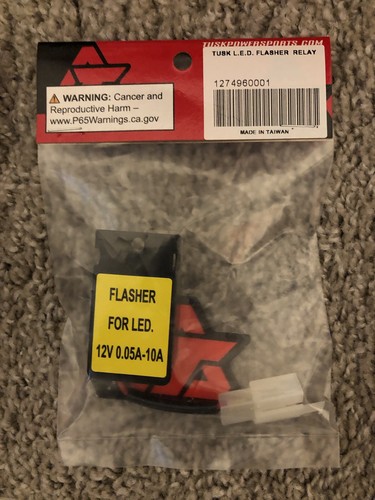 TUSKPOWERSPORTS.COM
TUSK L.E.D. FLASHER RELAY
1274960001
MADE IN TAIWAN
WARNING: Cancer and
Reproductive Harm –
www.P65Warnings.ca.gov
FLASHER
FOR LED.
12V 0.05A-10A